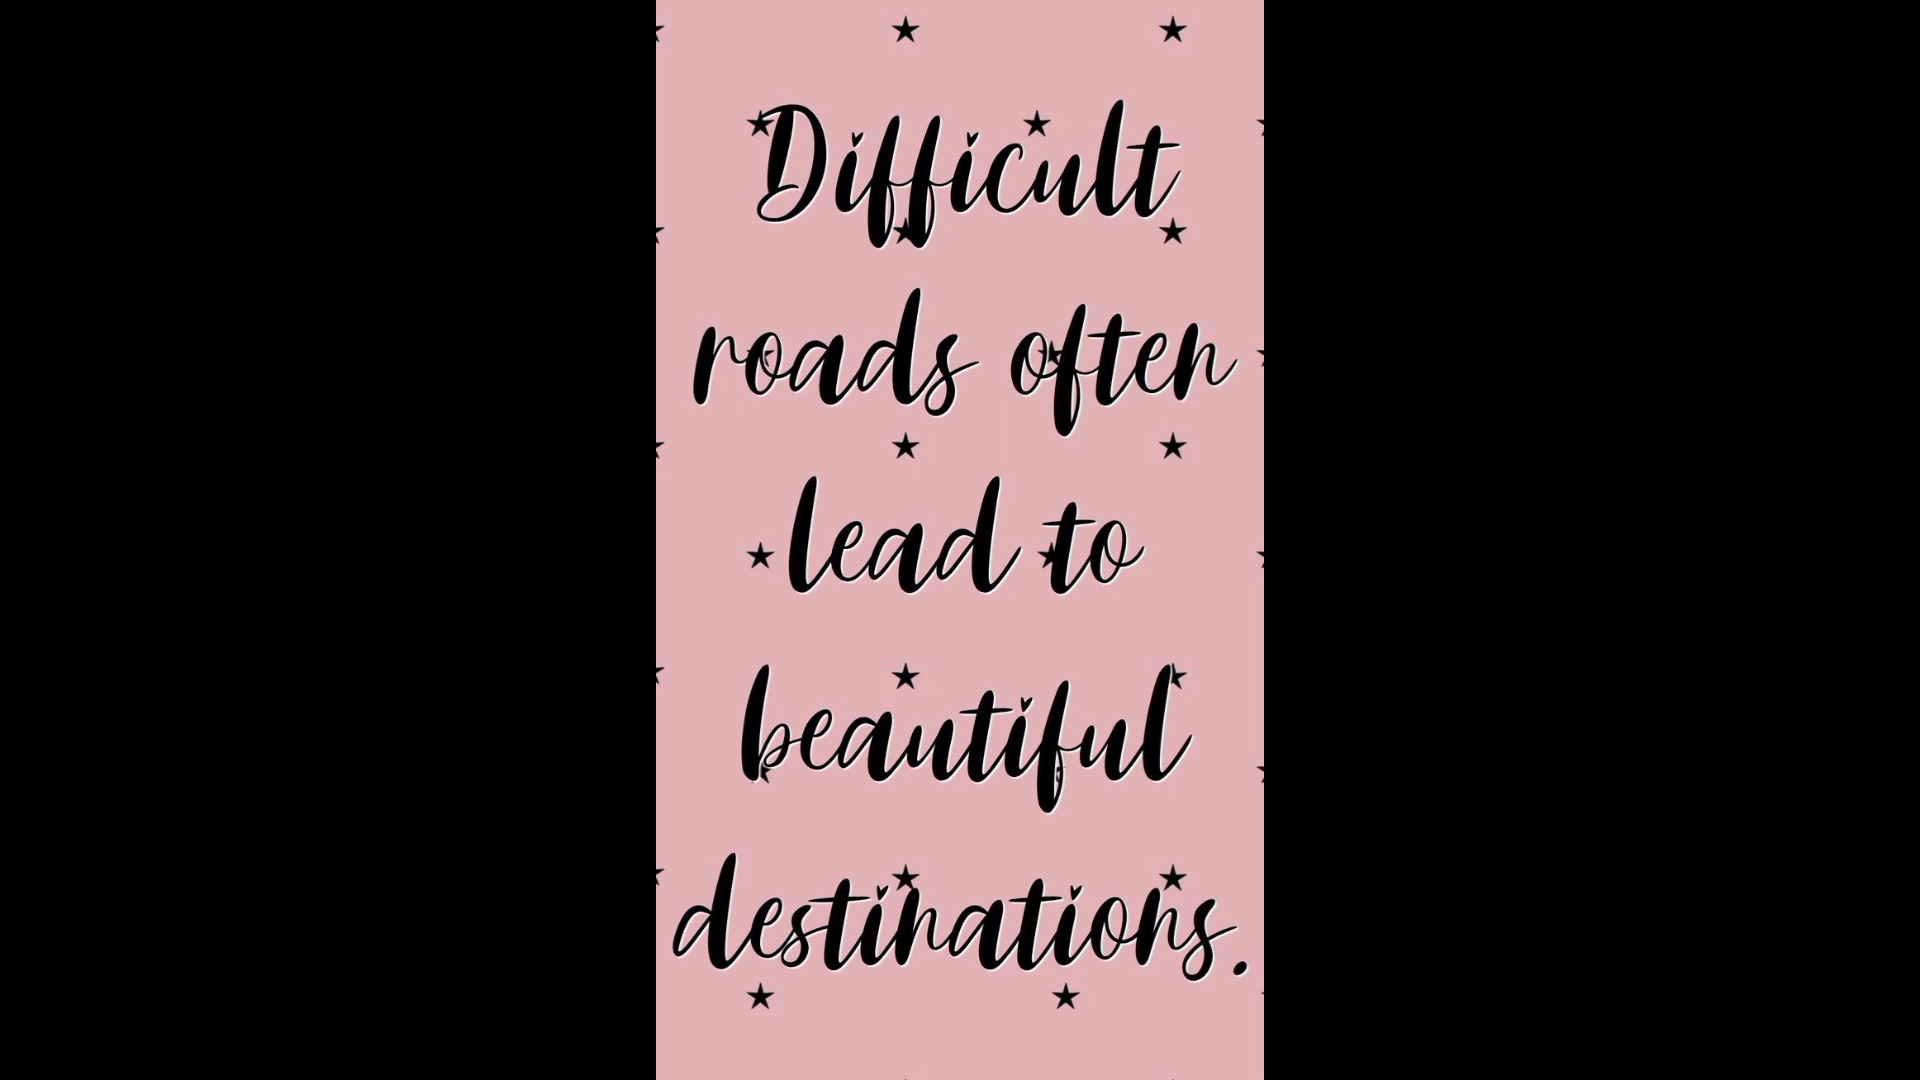 Difficult
roads often
lead to
beautiful
destinations.